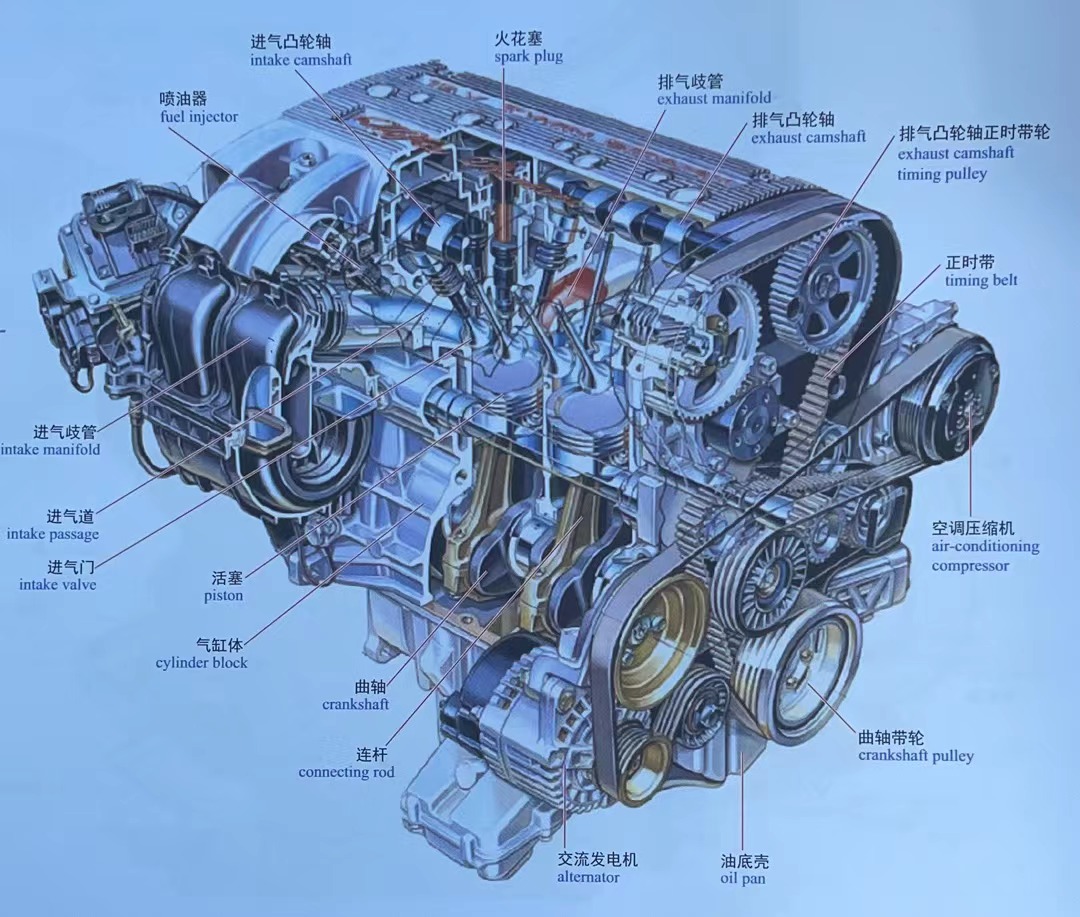 进气凸轮轴
intake camshaft
火花塞
spark plug
喷油器
fuel injector
排气歧管
exhaust manifold
排气凸轮轴
exhaust camshaft
排气凸轮轴正时带轮
exhaust camshaft
timing pulley
正时带
timing belt
进气歧管
intake manifold
进气道
intake passage
进气门
intake valve
活塞
piston
气缸体
cylinder block
曲轴
crankshaft
连杆
connecting rod
空调压缩机
air-conditioning
compressor
曲轴带轮
crankshaft pulley
交流发电机
alternator
油底壳
oil pan